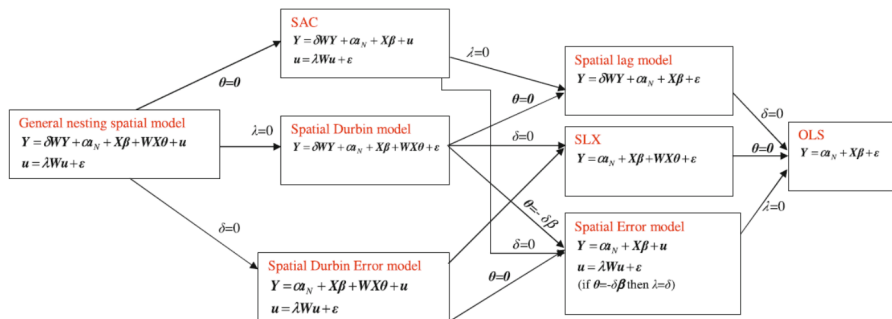 SAC
Y=δWY+αι_N+Xβ+u
u=λWu+ε
λ=0
Spatial lag model
Y=δWY+αι_N+Xβ+ε
θ=0
θ=0
δ=0
General nesting spatial model
Y=δWY+αι_N+Xβ+WXθ+u
u=λWu+ε
λ=0
Spatial Durbin model
Y=δWY+αι_N+Xβ+WXθ+ε
δ=0
SLX
Y=αι_N+Xβ+WXθ+ε
θ=0
OLS
Y=αι_N+Xβ+ε
θ=- δβ
δ=0
δ=0
λ=0
Spatial Durbin Error model
Y=αι_N+Xβ+WXθ+u
u=λWu+ε
θ=0
Spatial Error model
Y=αι_N+Xβ+u
u=λWu+ε
(if θ=-δβ then λ=δ)